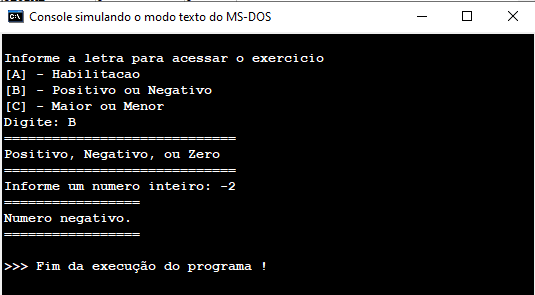 Console simulando o modo texto do MS-DOS
Informe a letra para acessar o exercicio
[A] - Habilitacao
[B] - Positivo ou Negativo
[C] - Maior ou Menor
Digite: B
=============================
Positivo, Negativo, ou Zero
=============================
Informe um numero inteiro: -2
=================
Numero negativo.
=================
>>> Fim da execução do programa !